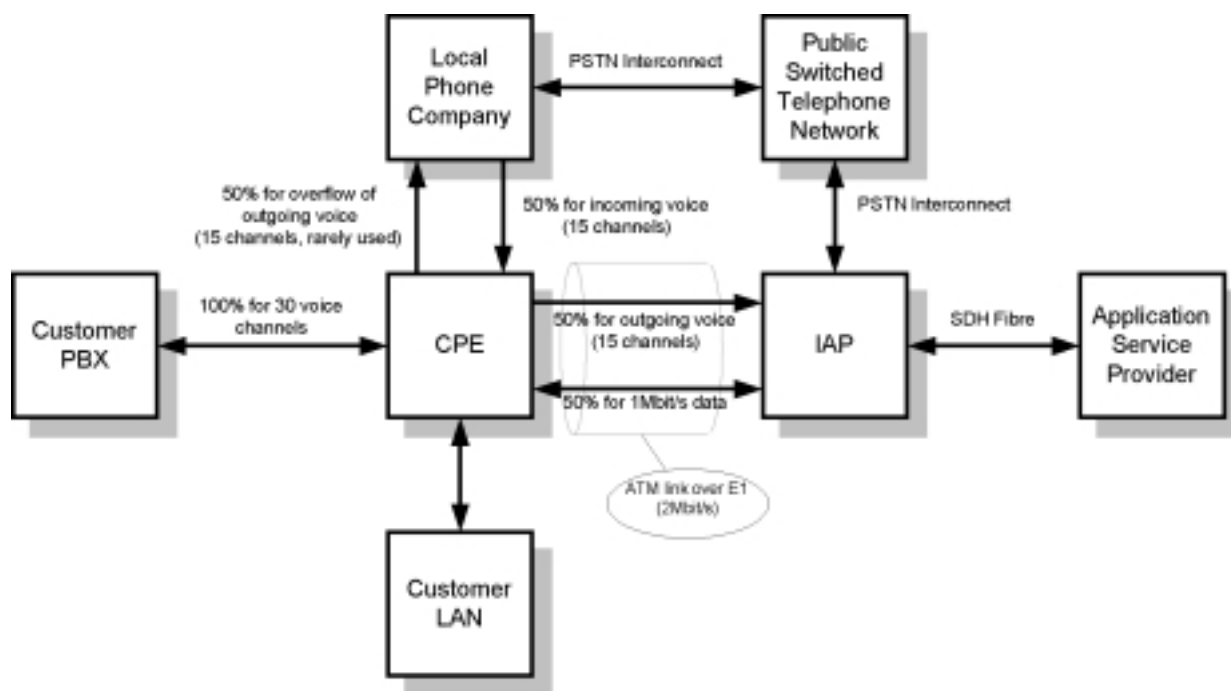 Local
Phone
Company
PSTN Interconnect
Public
Switched
Telephone
Network
50% for overflow of
outgoing voice
(15 channels, rarely used)
50% for incoming voice
(15 channels)
PSTN Interconnect
Customer
PBX
100% for 30 voice
channels
CPE
50% for outgoing voice
(15 channels)
50% for 1Mbit/s data
IAP
SDH Fibre
Application
Service
Provider
ATM link over E1
(2Mbit/s)
Customer
LAN